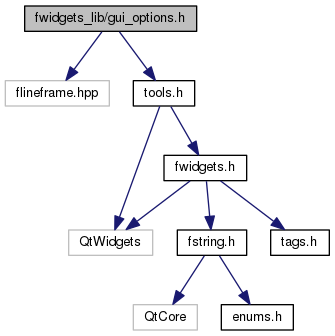 fwidgets_lib/gui_options.h
flineframe.hpp
tools.h
fwidgets.h
QtWidgets
fstring.h
tags.h
QtCore
enums.h